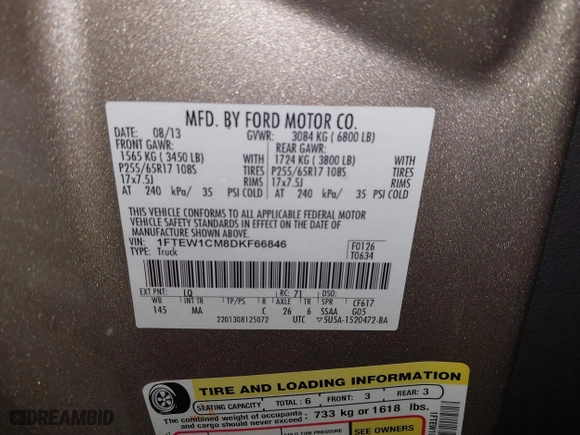 MFD. BY FORD MOTOR CO.
DATE: 08/13 GVWR: 3084 KG ( 6800 LB)
FRONT GAWR: REAR GAWR:
1565 KG ( 3450 LB) WITH 1724 KG ( 3800 LB) WITH
P255/65R17 108S TIRES P255/65R17 108S TIRES
17x7.5J RIMS 17x7.5J RIMS
AT 240 kPa/ 35 PSI COLD AT 240 kPa/ 35 PSI COLD
THIS VEHICLE CONFORMS TO ALL APPLICABLE FEDERAL MOTOR
VEHICLE SAFETY STANDARDS IN EFFECT ON THE DATE OF
MANUFACTURE SHOWN ABOVE.
VIN: 1FTEW1CM8DKF66846 F0126
TYPE: Truck T0634
EXT PNT: LQ RC: 71 DSO:
WB INT TR TP/PS R AXLE TR SPR CF617
145 MA C 26 6 SSAA G05
2201308125072 UTC ▽5U5A-1520472-BA
TIRE AND LOADING INFORMATION
SEATING CAPACITY TOTAL : 6 FRONT: 3 REAR: 3
The combined weight of occupants
and cargo should never exceed : 733 kg or 1618 lbs.
COLD TIRE PRESSURE SEE OWNERS
DREAMBID